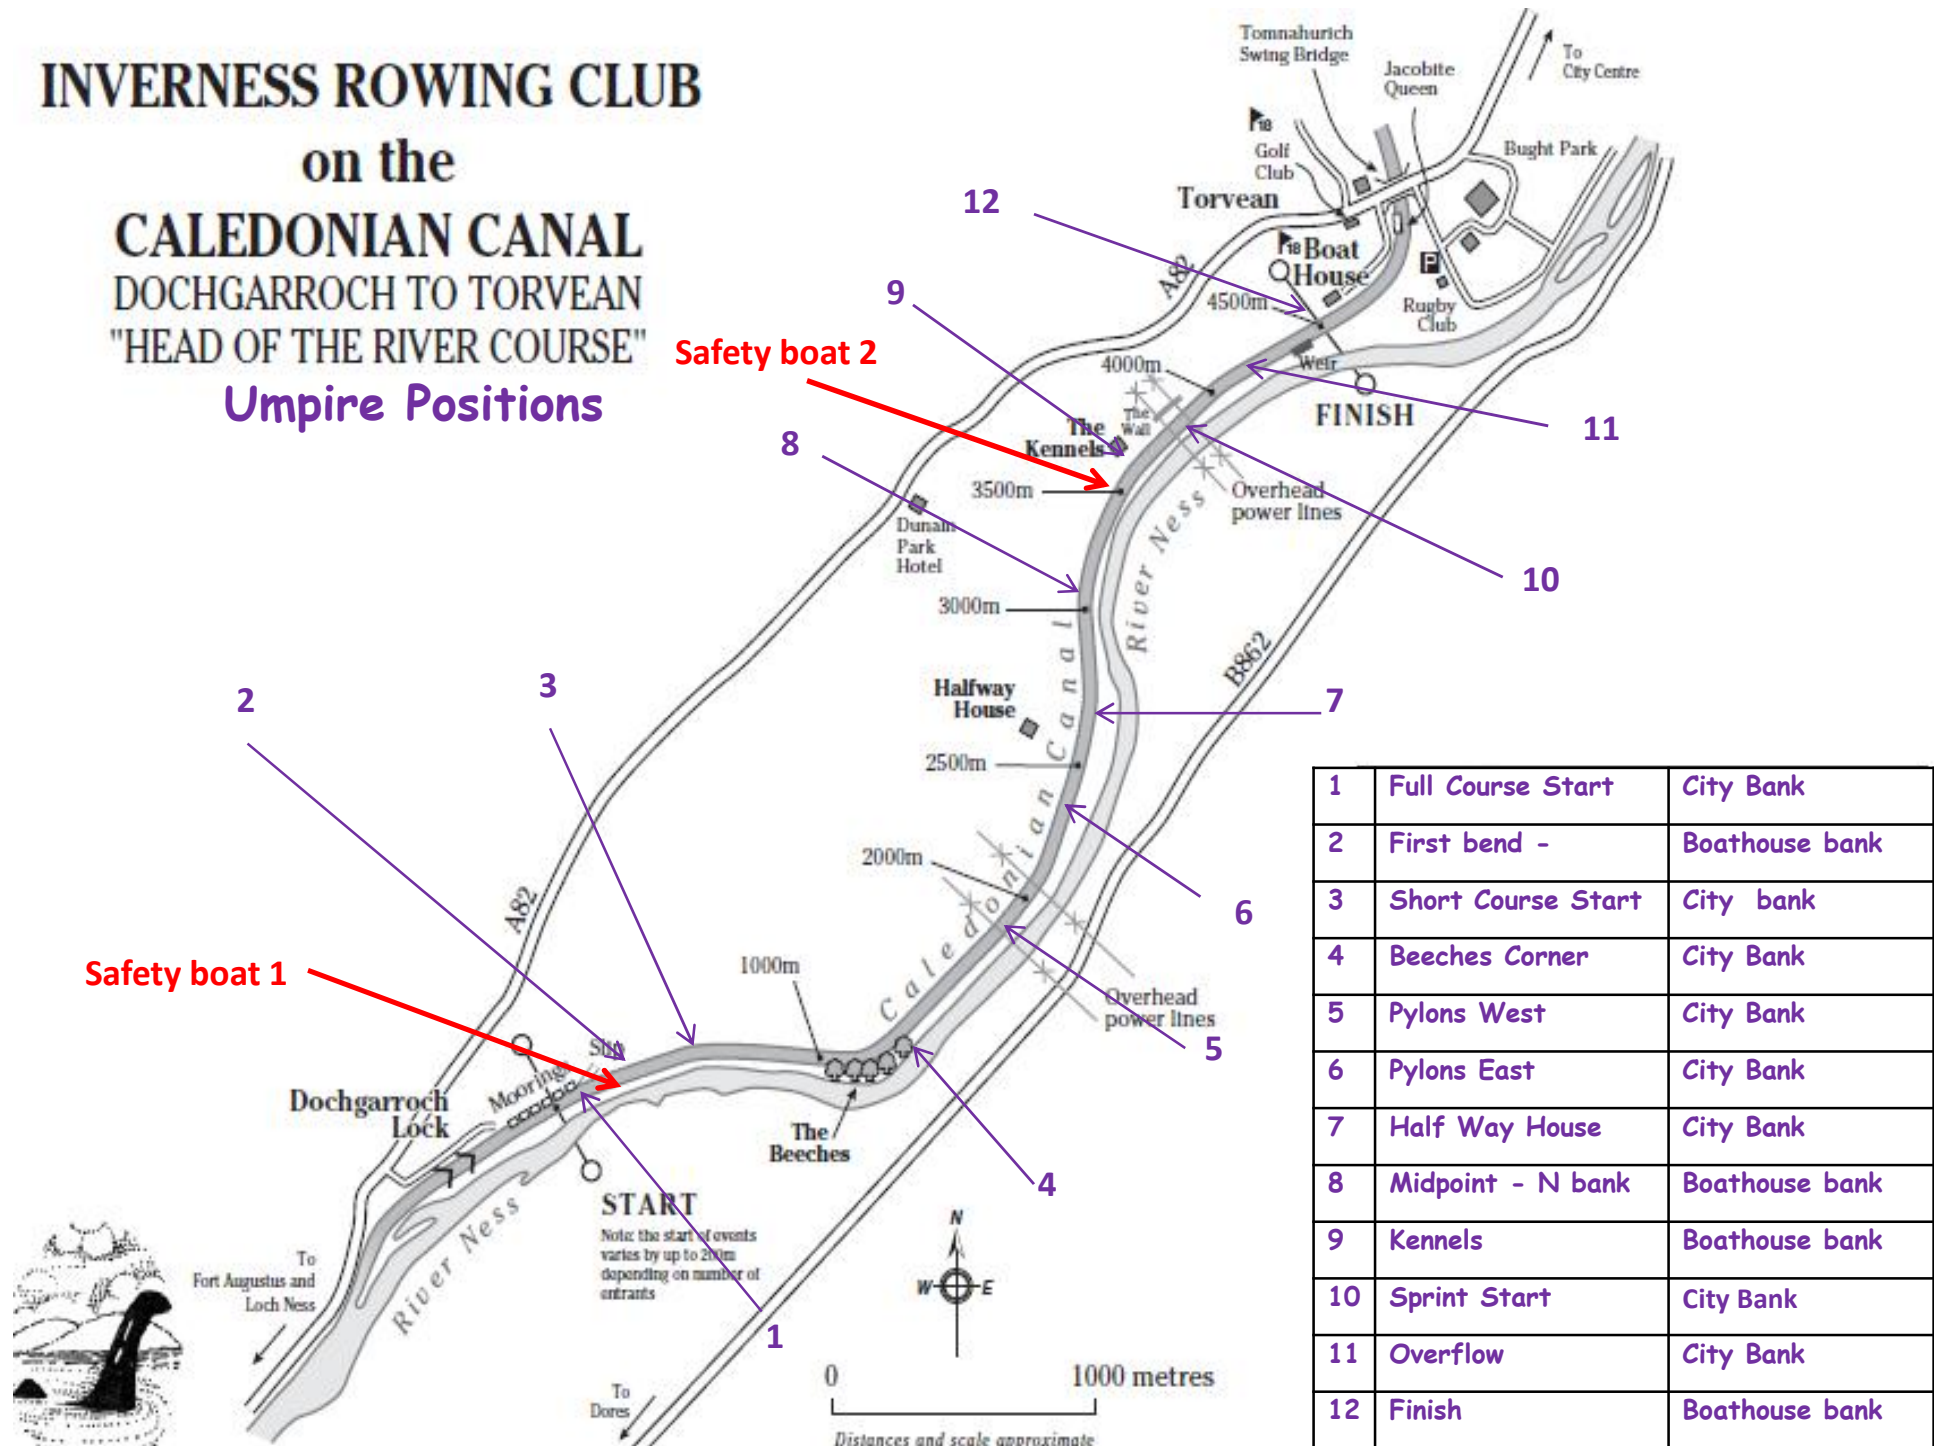 INVERNESS ROWING CLUB
on the
CALEDONIAN CANAL
DOCHGARROCH TO TORVEAN
"HEAD OF THE RIVER COURSE"
Umpire Positions
Tomnahurich
Swing Bridge
To
City Centre
Jacobite
Queen
18
Golf
Club
Bught Park
Torvean
12
18
Boat
House
A82
P
Rugby
Club
4500m
9
Safety boat 2
4000m
Weir
FINISH
11
The
Wall
The
Kennels
8
3500m
Overhead
power lines
Dunain
Park
Hotel
River Ness
10
3000m
B862
2
3
Halfway
House
7
2500m
Caledonian Canal
2000m
6
A82
Safety boat 1
1000m
Overhead
power lines
5
Slip
Moorings
Dochgarroch
Lock
The
Beeches
4
START
Note: the start of events
varies by up to 200m
depending on number of
entrants
River Ness
To
Fort Augustus and
Loch Ness
N
W E
1
0 1000 metres
To
Dores
Distances and scale approximate
1 Full Course Start City Bank
2 First bend - Boathouse bank
3 Short Course Start City bank
4 Beeches Corner City Bank
5 Pylons West City Bank
6 Pylons East City Bank
7 Half Way House City Bank
8 Midpoint - N bank Boathouse bank
9 Kennels Boathouse bank
10 Sprint Start City Bank
11 Overflow City Bank
12 Finish Boathouse bank